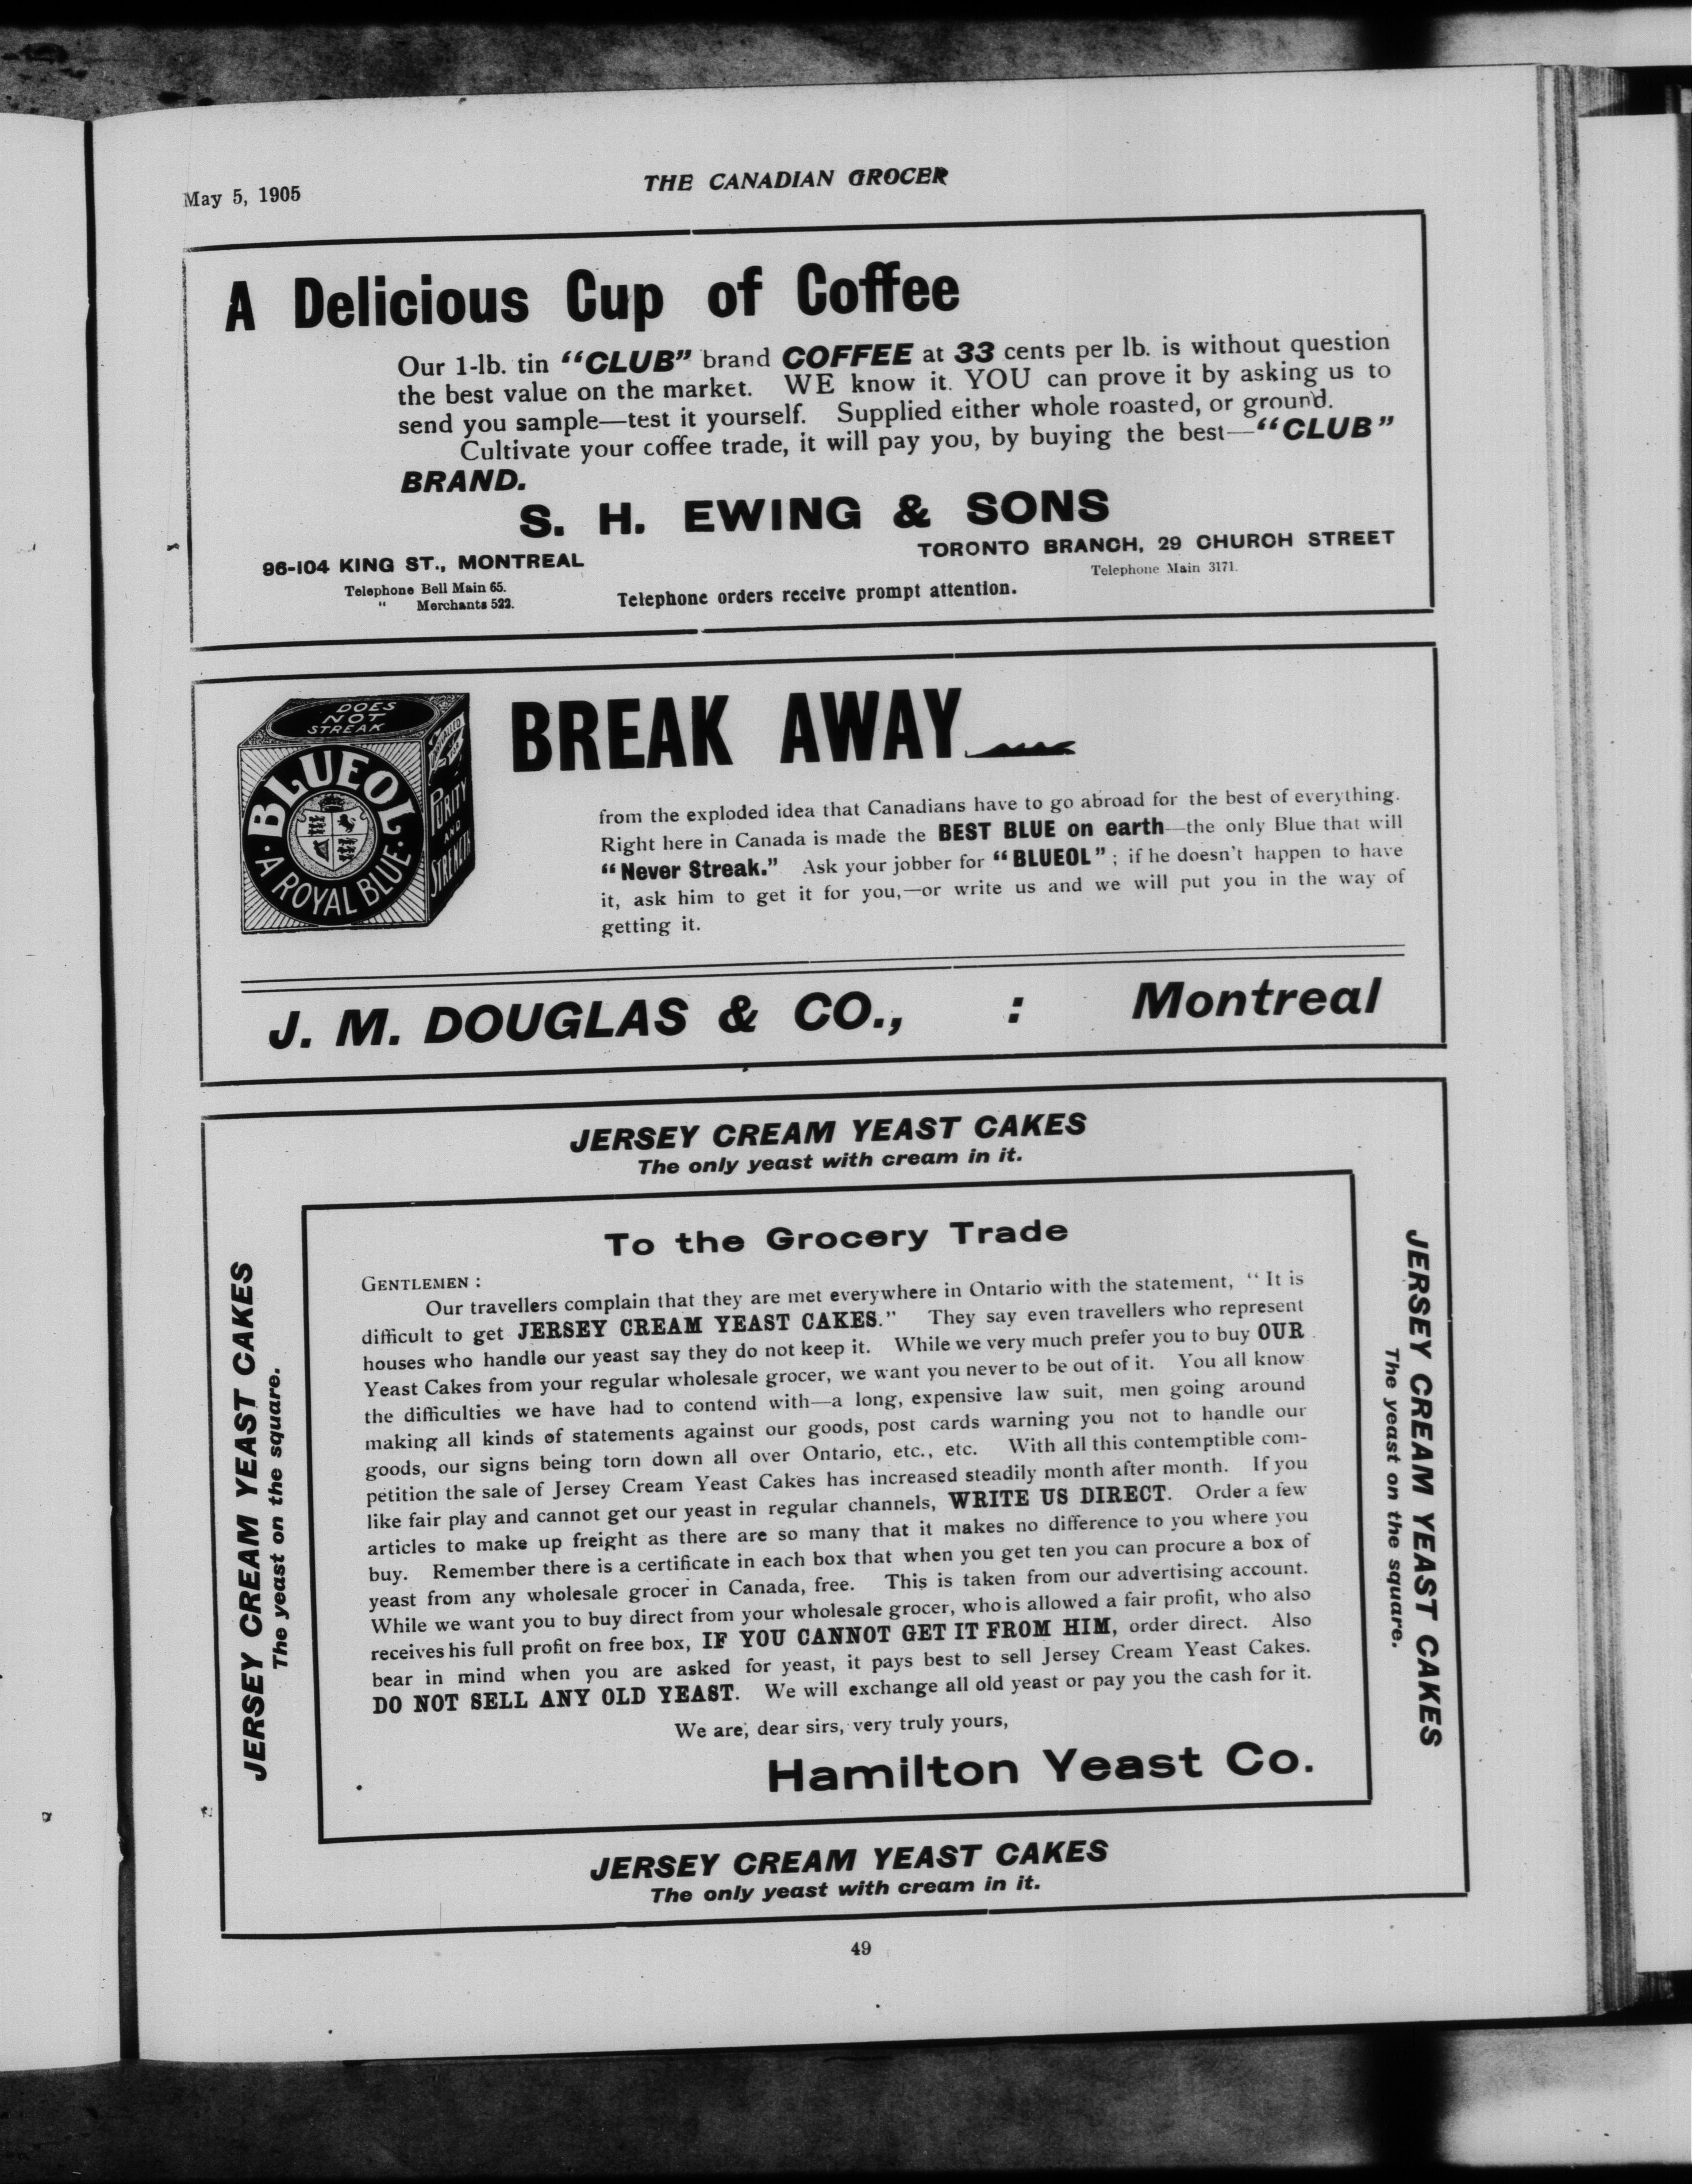 May 5, 1905
THE CANADIAN GROCER
A Delicious Cup of Coffee
Our 1-lb. tin “CLUB” brand COFFEE at 33 cents per lb. is without question
the best value on the market. WE know it. YOU can prove it by asking us to
send you sample—test it yourself. Supplied either whole roasted, or ground.
Cultivate your coffee trade, it will pay you, by buying the best—“CLUB”
BRAND.
S. H. EWING & SONS
96-104 KING ST., MONTREAL
TORONTO BRANCH, 29 CHURCH STREET
Telephone Bell Main 65.
Telephone Main 3171.
" Merchants 522.
Telephone orders receive prompt attention.
DOES
NOT
STREAK
BLUEOL
A ROYAL BLUE
PURITY
AND
STRENGTH
BREAK AWAY
from the exploded idea that Canadians have to go abroad for the best of everything.
Right here in Canada is made the BEST BLUE on earth—the only Blue that will
“Never Streak.” Ask your jobber for “BLUEOL”; if he doesn't happen to have
it, ask him to get it for you,—or write us and we will put you in the way of
getting it.
J. M. DOUGLAS & CO., : Montreal
JERSEY CREAM YEAST CAKES
The only yeast with cream in it.
JERSEY CREAM YEAST CAKES
The yeast on the square.
To the Grocery Trade
GENTLEMEN :
Our travellers complain that they are met everywhere in Ontario with the statement, “It is
difficult to get JERSEY CREAM YEAST CAKES.” They say even travellers who represent
houses who handle our yeast say they do not keep it. While we very much prefer you to buy OUR
Yeast Cakes from your regular wholesale grocer, we want you never to be out of it. You all know
the difficulties we have had to contend with—a long, expensive law suit, men going around
making all kinds of statements against our goods, post cards warning you not to handle our
goods, our signs being torn down all over Ontario, etc., etc. With all this contemptible com-
petition the sale of Jersey Cream Yeast Cakes has increased steadily month after month. If you
like fair play and cannot get our yeast in regular channels, WRITE US DIRECT. Order a few
articles to make up freight as there are so many that it makes no difference to you where you
buy. Remember there is a certificate in each box that when you get ten you can procure a box of
yeast from any wholesale grocer in Canada, free. This is taken from our advertising account.
While we want you to buy direct from your wholesale grocer, who is allowed a fair profit, who also
receives his full profit on free box, IF YOU CANNOT GET IT FROM HIM, order direct. Also
bear in mind when you are asked for yeast, it pays best to sell Jersey Cream Yeast Cakes.
DO NOT SELL ANY OLD YEAST. We will exchange all old yeast or pay you the cash for it.
We are, dear sirs, very truly yours,
Hamilton Yeast Co.
JERSEY CREAM YEAST CAKES
The yeast on the square.
JERSEY CREAM YEAST CAKES
The only yeast with cream in it.
49